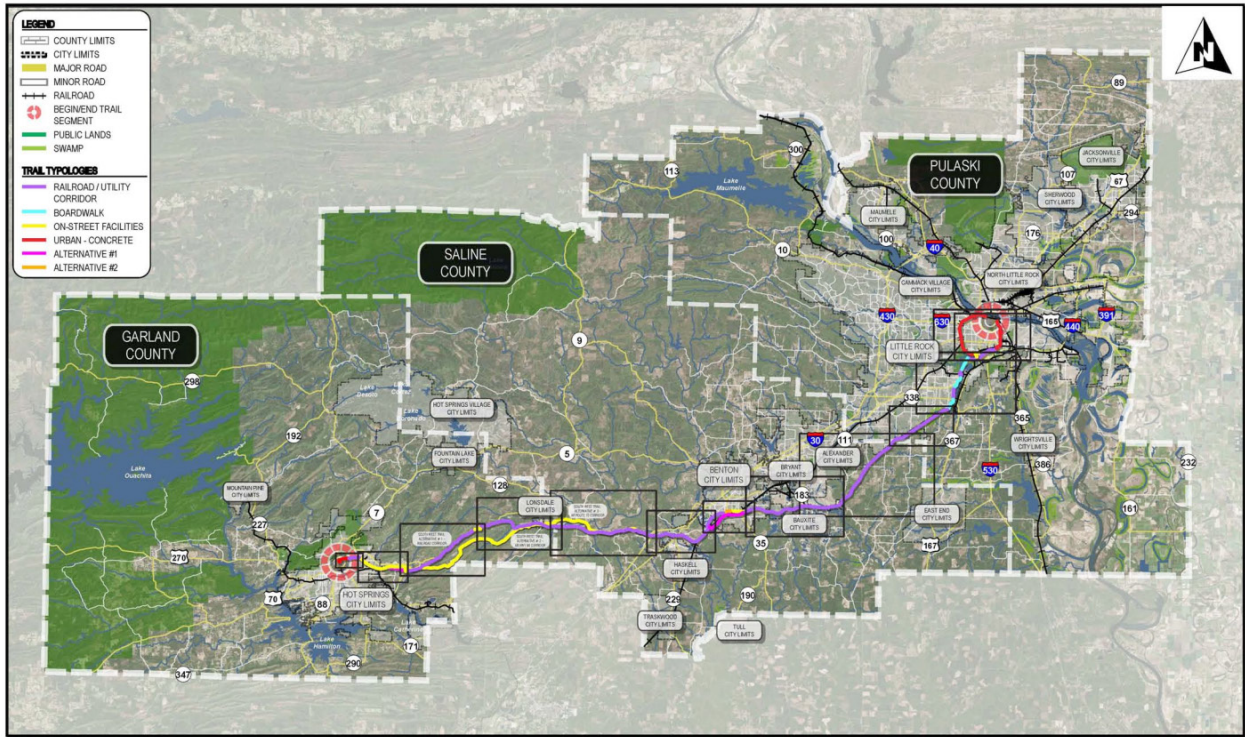 LEGEND
COUNTY LIMITS
CITY LIMITS
MAJOR ROAD
MINOR ROAD
RAILROAD
BEGIN/END TRAIL
SEGMENT
PUBLIC LANDS
SWAMP
TRAIL TYPOLOGIES
RAILROAD / UTILITY
CORRIDOR
BOARDWALK
ON-STREET FACILITIES
URBAN - CONCRETE
ALTERNATIVE #1
ALTERNATIVE #2
N
89
JACKSONVILLE
CITY LIMITS
107
67
300
PULASKI
COUNTY
113
Lake
Maumelle
SHERWOOD
CITY LIMITS
294
MAUMELE
CITY LIMITS
100
176
10
40
SALINE
COUNTY
CAMMACK VILLAGE
CITY LIMITS
NORTH LITTLE ROCK
CITY LIMITS
430
630
165
440
391
GARLAND
COUNTY
9
LITTLE ROCK
CITY LIMITS
298
338
365
HOT SPRINGS VILLAGE
CITY LIMITS
192
30
111
367
WRIGHTSVILLE
CITY LIMITS
FOUNTAIN LAKE
CITY LIMITS
5
ALEXANDER
CITY LIMITS
BRYANT
CITY LIMITS
BENTON
CITY LIMITS
386
232
530
Lake
Ouachita
128
183
MOUNTAIN PINE
CITY LIMITS
LONSDALE
CITY LIMITS
161
7
227
BAUXITE
CITY LIMITS
EAST END
CITY LIMITS
35
167
270
HASKELL
CITY LIMITS
70
88
HOT SPRINGS
CITY LIMITS
229
190
TRASKWOOD
CITY LIMITS
TULL
CITY LIMITS
Lake
Hamilton
171
290
347